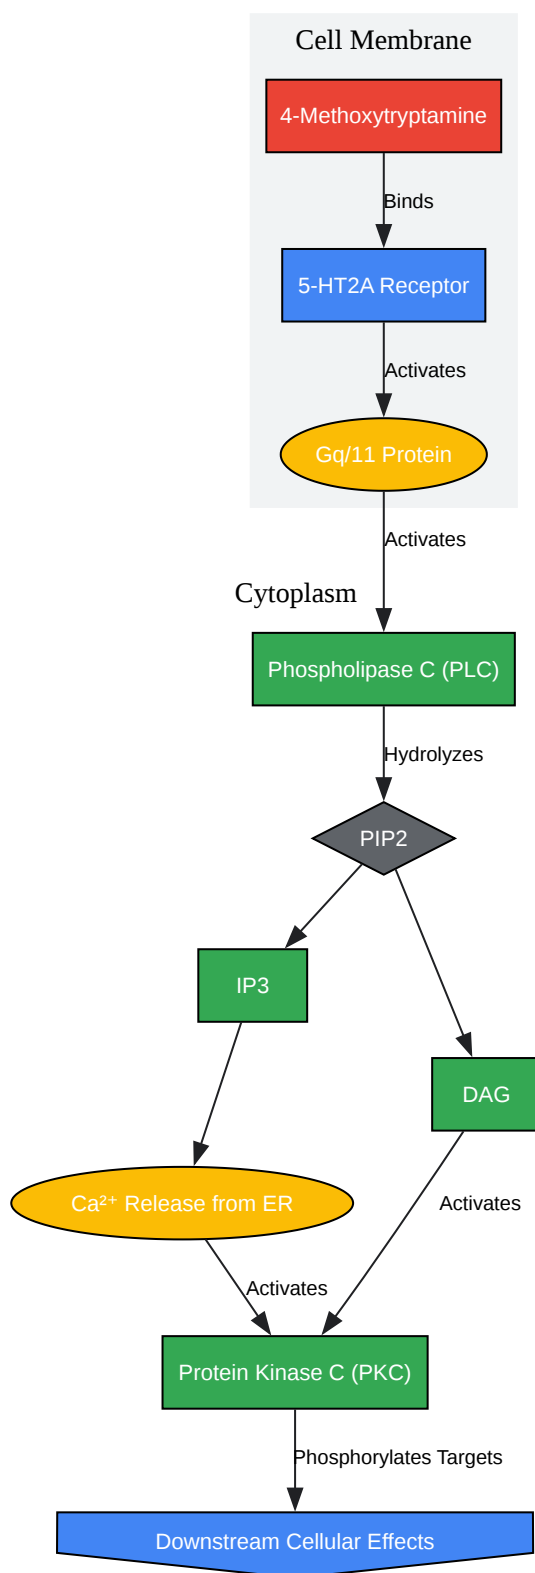 Cell Membrane
4-Methoxytryptamine
Binds
5-HT2A Receptor
Activates
Gq/11 Protein
Activates
Cytoplasm
Phospholipase C (PLC)
Hydrolyzes
PIP2
IP3
DAG
Ca²⁺ Release from ER
Activates
Activates
Protein Kinase C (PKC)
Phosphorylates Targets
Downstream Cellular Effects